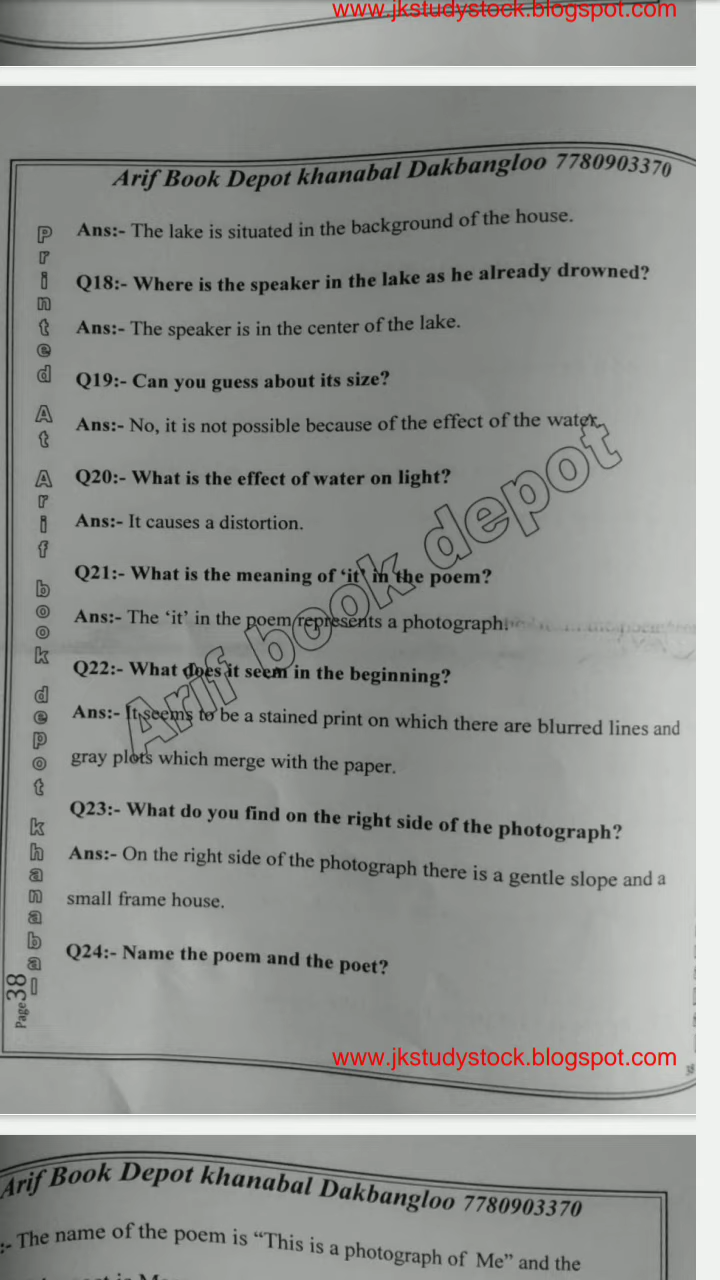 www.jkstudystock.blogspot.com
Arif Book Depot khanabal Dakbangloo 7780903370
Ans:- The lake is situated in the background of the house.
Q18:- Where is the speaker in the lake as he already drowned?
Ans:- The speaker is in the center of the lake.
Q19:- Can you guess about its size?
Ans:- No, it is not possible because of the effect of the water.
Q20:- What is the effect of water on light?
Ans:- It causes a distortion.
Q21:- What is the meaning of ‘it’ in the poem?
Ans:- The ‘it’ in the poem represents a photograph.
Q22:- What does it seem in the beginning?
Ans:- It seems to be a stained print on which there are blurred lines and
gray plots which merge with the paper.
Q23:- What do you find on the right side of the photograph?
Ans:- On the right side of the photograph there is a gentle slope and a
small frame house.
Q24:- Name the poem and the poet?
Printed At Arif book depot khanabal
Arif book depot
Page 38
www.jkstudystock.blogspot.com
38
Arif Book Depot khanabal Dakbangloo 7780903370
:- The name of the poem is “This is a photograph of Me” and the